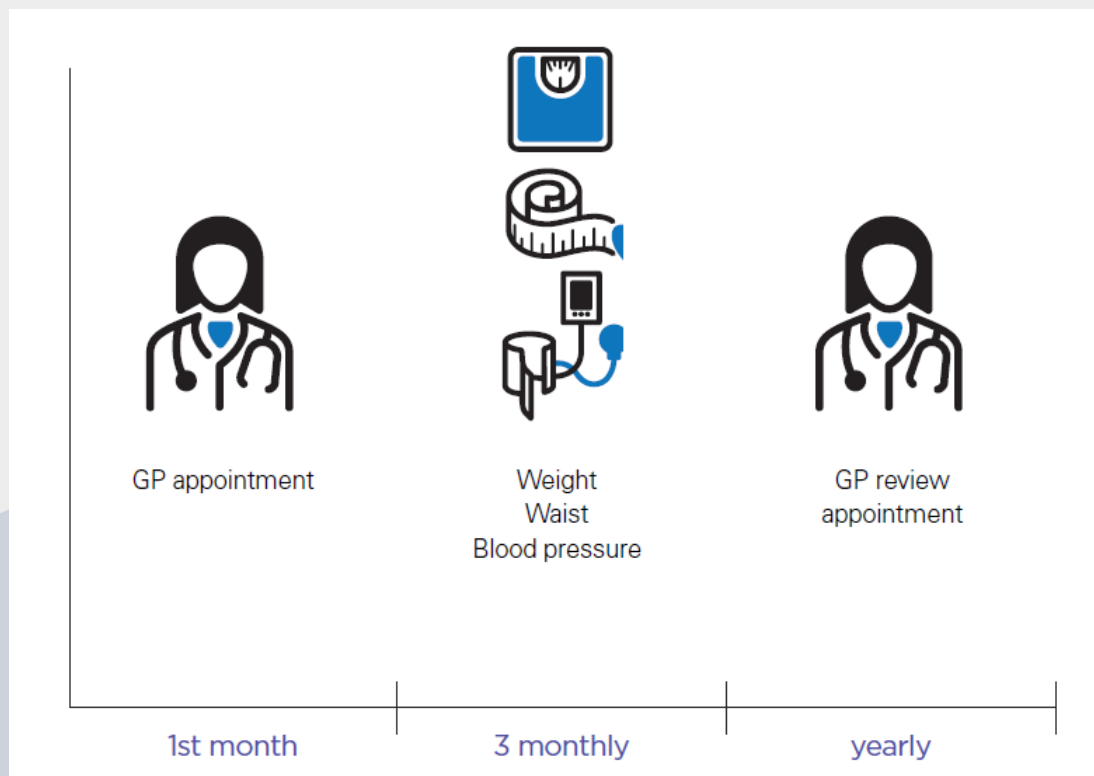 GP appointment
Weight
Waist
Blood pressure
GP review
appointment
1st month
3 monthly
yearly